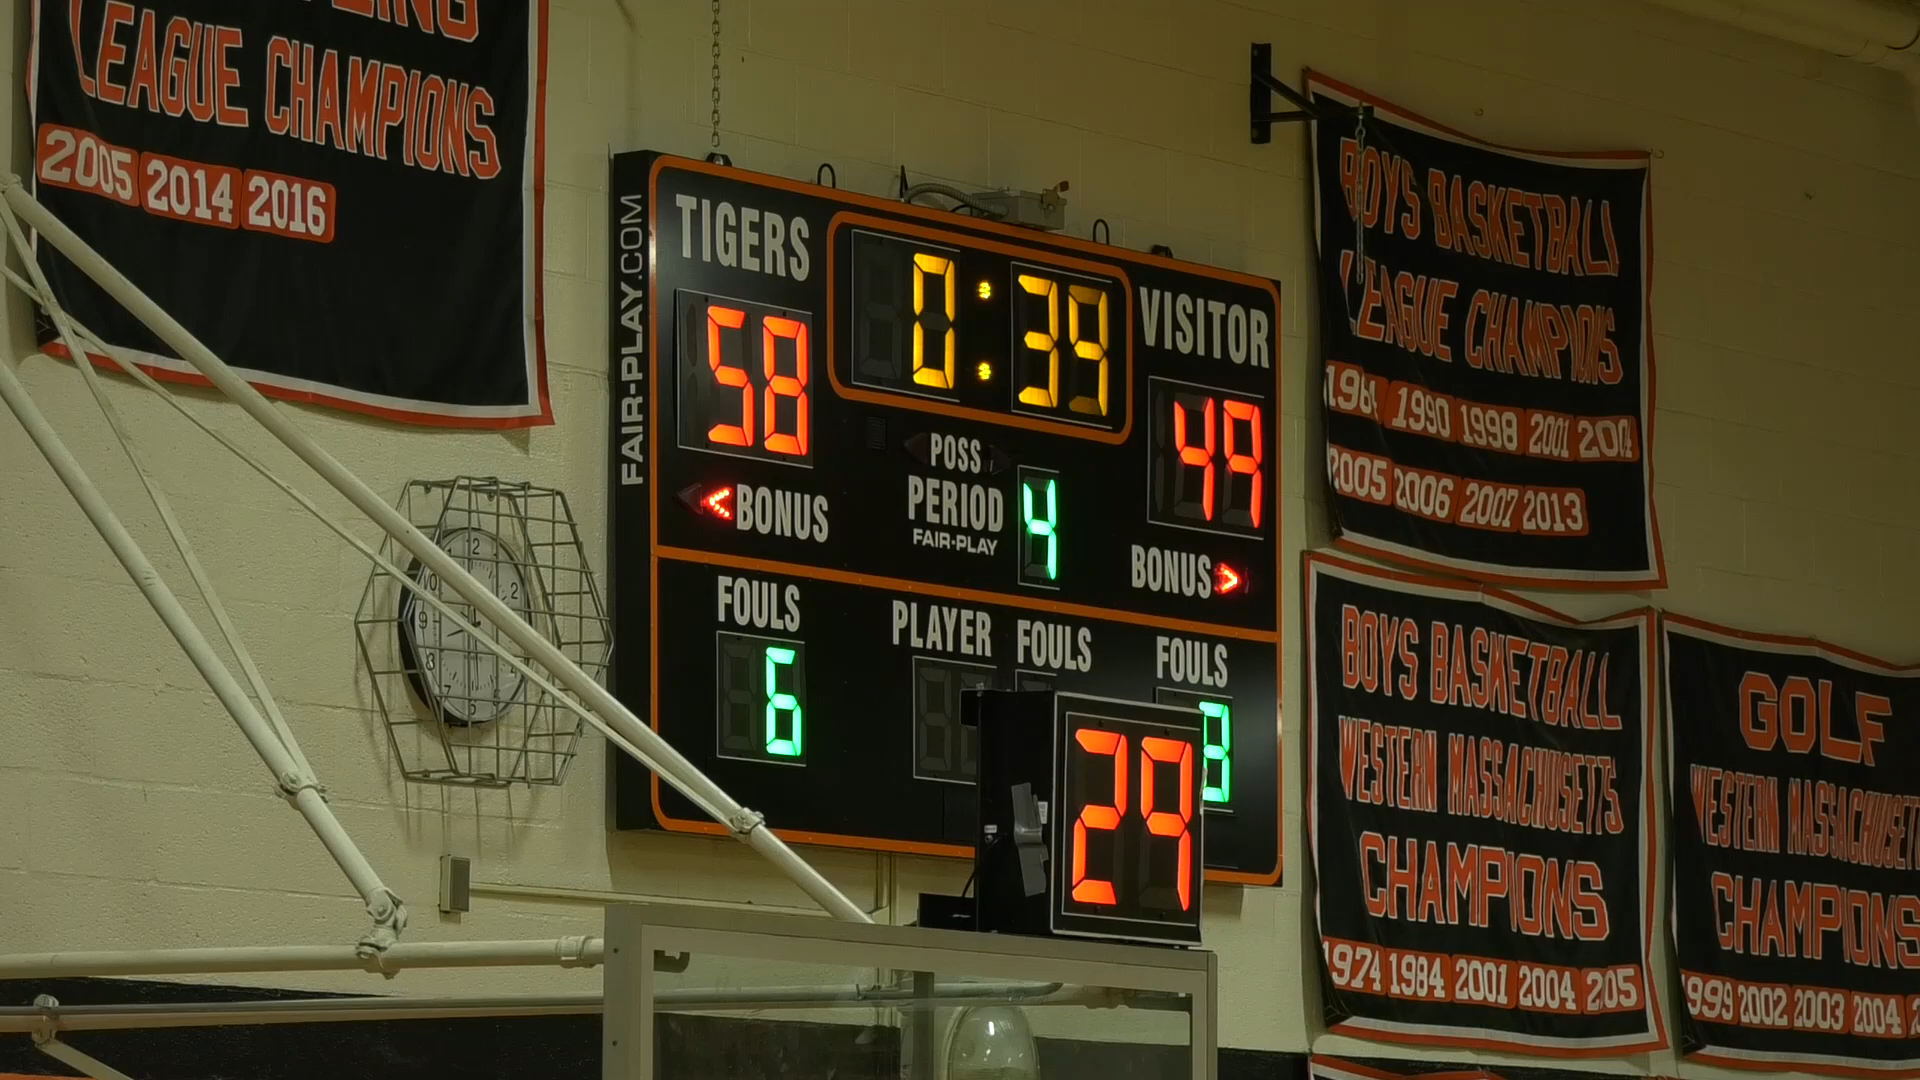 LEAGUE CHAMPIONS
2005 2014 2016
FAIR-PLAY.COM
TIGERS
0:39
VISITOR
58
49
POSS
<BONUS
PERIOD 4
FAIR-PLAY
BONUS>
FOULS
PLAYER FOULS
FOULS
6
29
BOYS BASKETBALL
LEAGUE CHAMPIONS
1990 1998 2001
2005 2006 2007 2013
BOYS BASKETBALL
WESTERN MASSACHUSETTS
CHAMPIONS
1974 1984 2001 2004
GOLF
WESTERN MASSACHUSETTS
CHAMPIONS
1999 2002 2003 2004